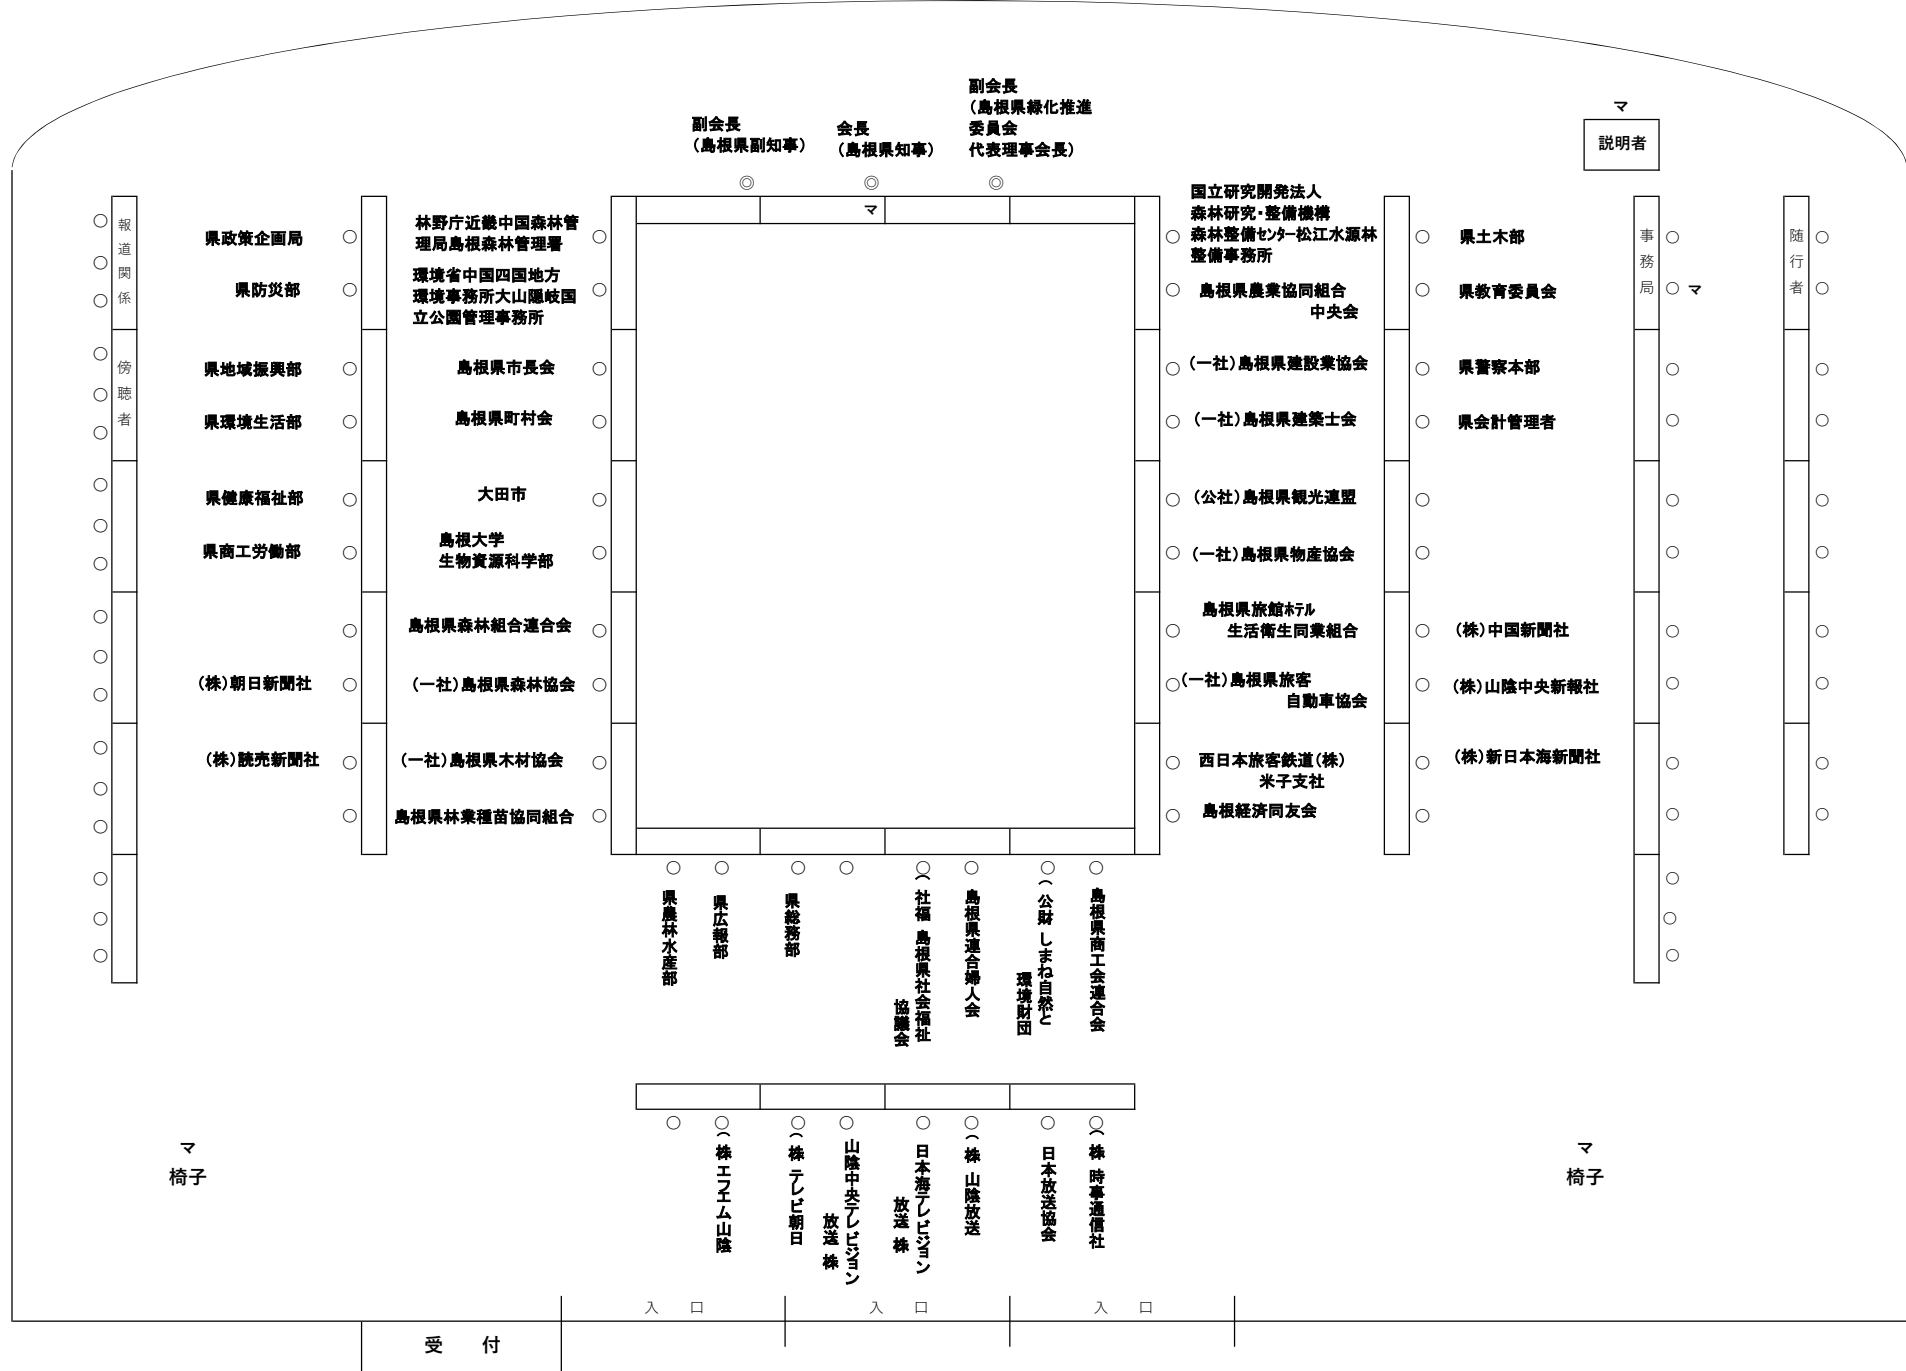 副会長
（島根県副知事）
会長
（島根県知事）
副会長
（島根県緑化推進
委員会
代表理事会長）
マ
説明者
マ
報道関係
傍聴者
県政策企画局
県防災部
県地域振興部
県環境生活部
県健康福祉部
県商工労働部
(株)朝日新聞社
(株)読売新聞社
林野庁近畿中国森林管
理局島根森林管理署
環境省中国四国地方
環境事務所大山隠岐国
立公園管理事務所
島根県市長会
島根県町村会
大田市
島根大学
生物資源科学部
島根県森林組合連合会
(一社)島根県森林協会
(一社)島根県木材協会
島根県林業種苗協同組合
国立研究開発法人
森林研究・整備機構
森林整備ｾﾝﾀｰ松江水源林
整備事務所
島根県農業協同組合
中央会
(一社)島根県建設業協会
(一社)島根県建築士会
(公社)島根県観光連盟
(一社)島根県物産協会
島根県旅館ﾎﾃﾙ
生活衛生同業組合
(一社)島根県旅客
自動車協会
西日本旅客鉄道(株)
米子支社
島根経済同友会
県土木部
県教育委員会
県警察本部
県会計管理者
(株)中国新聞社
(株)山陰中央新報社
(株)新日本海新聞社
事務局
マ
随行者
県農林水産部
県広報部
県総務部
（社福 島根県社会福祉
協議会
島根県連合婦人会
（公財 しまね自然と
環境財団
島根県商工会連合会
（株 エフエム山陰
（株 テレビ朝日
山陰中央テレビジョン
放送 株
日本海テレビジョン
放送 株
（株 山陰放送
日本放送協会
（株 時事通信社
マ
椅子
マ
椅子
入 口
入 口
入 口
受 付